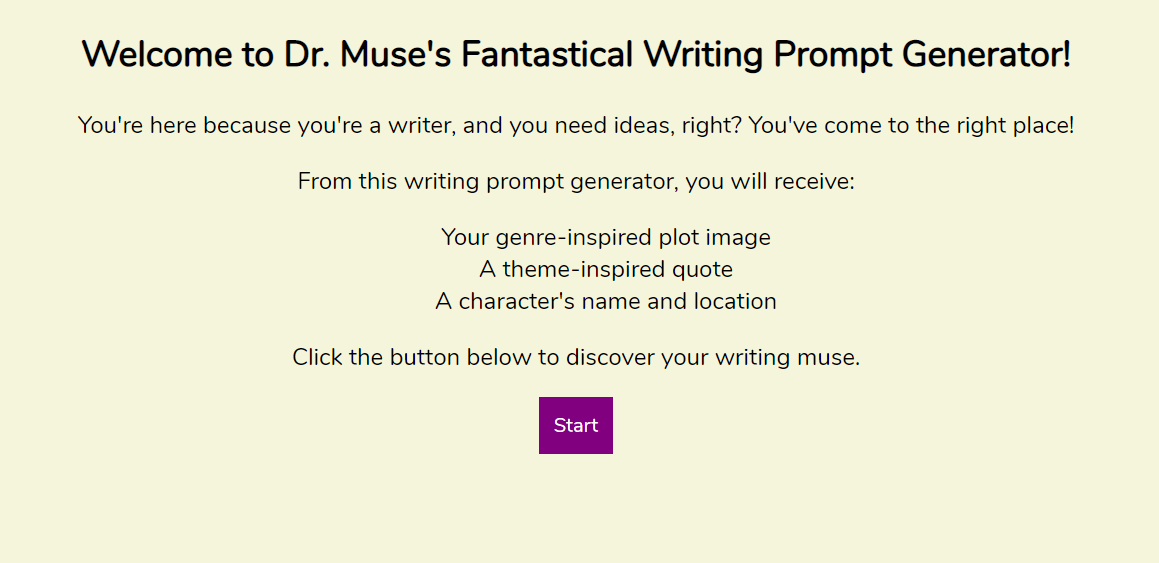 Welcome to Dr. Muse's Fantastical Writing Prompt Generator!
You're here because you're a writer, and you need ideas, right? You've come to the right place!
From this writing prompt generator, you will receive:
Your genre-inspired plot image
A theme-inspired quote
A character's name and location
Click the button below to discover your writing muse.
Start